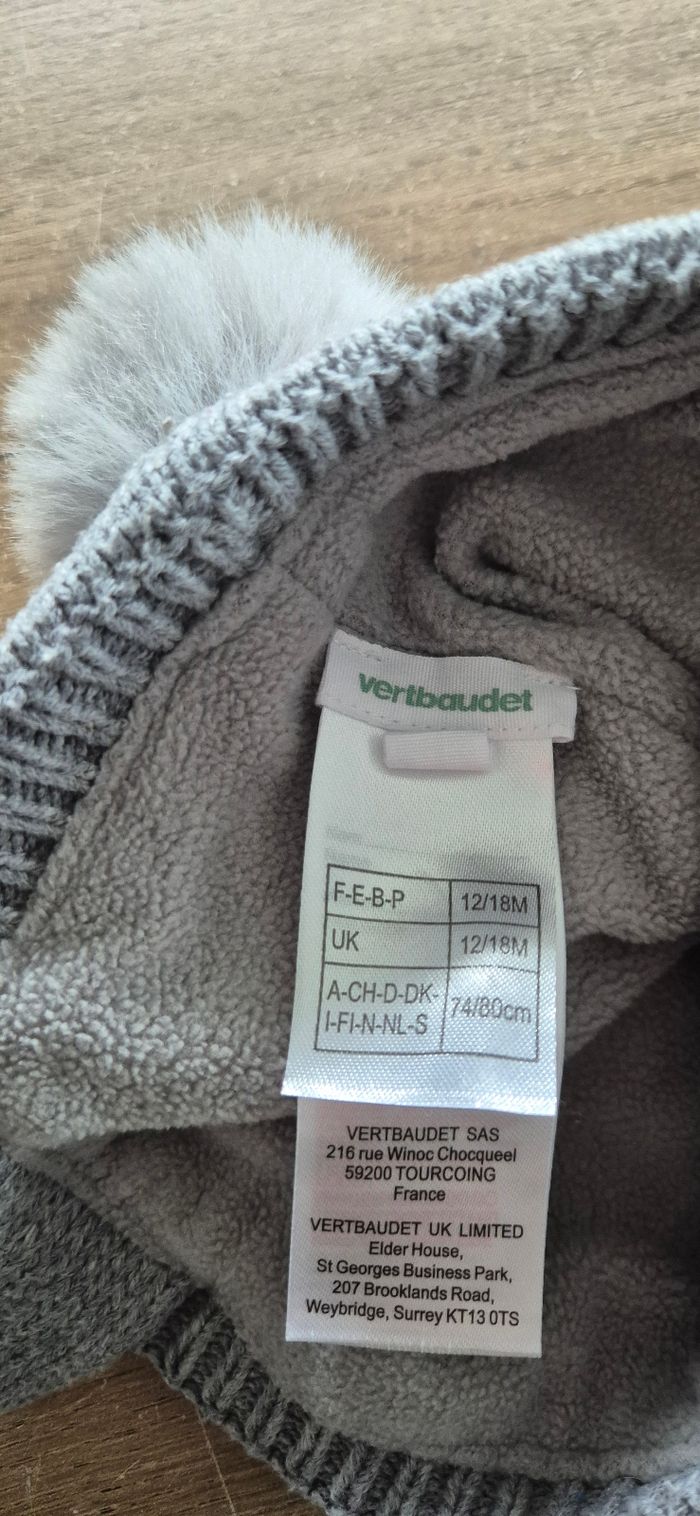 vertbaudet
F-E-B-P 12/18M
UK 12/18M
A-CH-D-DK- 74/80cm
I-FI-N-NL-S
VERTBAUDET SAS
216 rue Winoc Chocqueel
59200 TOURCOING
France
VERTBAUDET UK LIMITED
Elder House,
St Georges Business Park,
207 Brooklands Road,
Weybridge, Surrey KT13 0TS